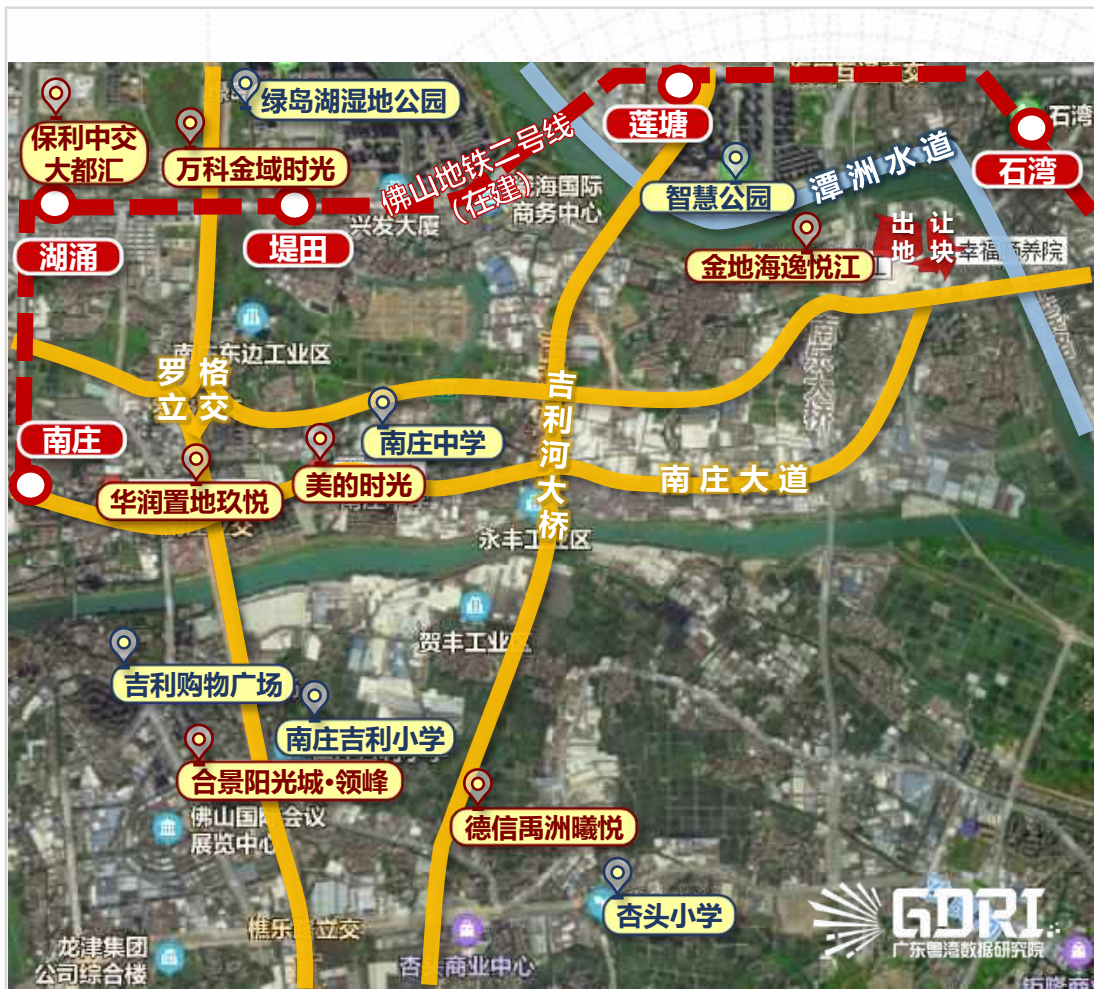 绿岛湖湿地公园
保利中交
大都汇
万科金域时光
莲塘
石湾
石湾
佛山地铁二号线
(在建)
海国际
商务中心
智慧公园
潭洲水道
湖涌
堤田
兴发大厦
金地海逸悦江
出让
地块
幸福颐养院
南庄东边工业区
罗格
立交
吉利河大桥
南庄
南庄中学
美的时光
华润置地玖悦
南庄大道
永丰工业区
贺丰工业区
吉利购物广场
南庄吉利小学
合景阳光城·领峰
佛山国际会议
展览中心
德信禹洲曦悦
杏头小学
GDRI
广东粤湾数据研究院
龙津集团
公司综合楼
杏头商业中心